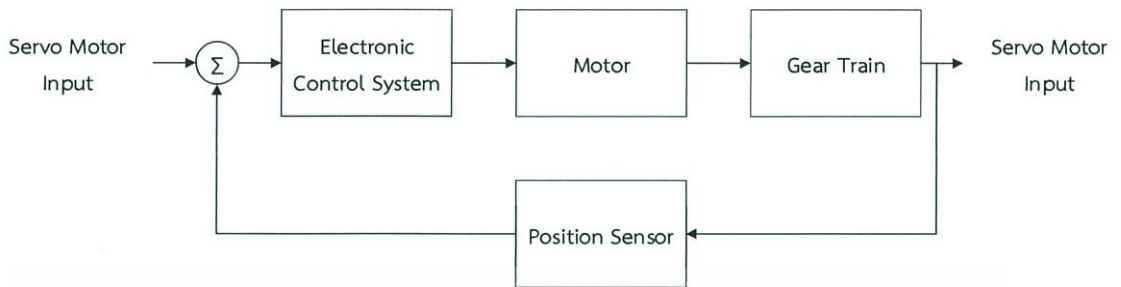 Servo Motor
Input
Σ
Electronic
Control System
Motor
Gear Train
Servo Motor
Input
Position Sensor